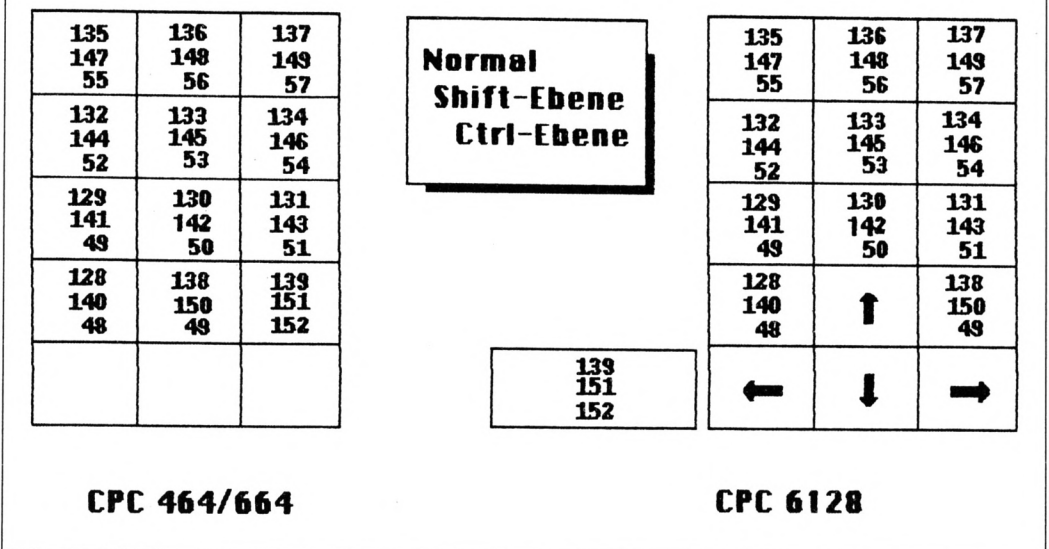 135 136 137
147 148 149
55 56 57
132 133 134
144 145 146
52 53 54
129 130 131
141 142 143
49 50 51
128 138 139
140 150 151
48 49 152
CPC 464/664
Normal
Shift-Ebene
Ctrl-Ebene
139
151
152
135 136 137
147 148 149
55 56 57
132 133 134
144 145 146
52 53 54
129 130 131
141 142 143
49 50 51
128 ⬆ 138
140 150
48 49
⬅ ⬇ ➡
CPC 6128